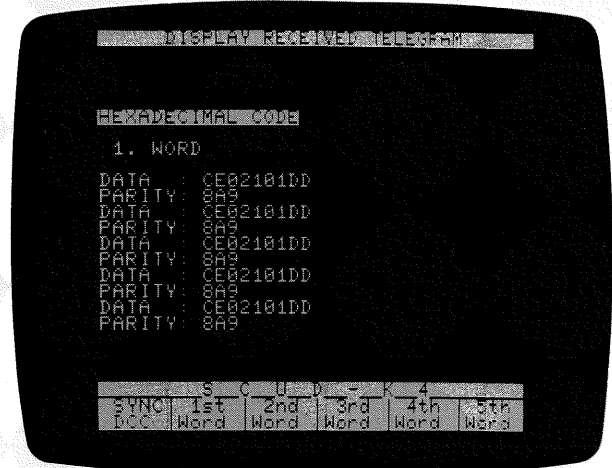 DISPLAY RECEIVED TELEGRAM
HEXADECIMAL CODE
1. WORD
DATA : CE02101DD
PARITY: 8A9
DATA : CE02101DD
PARITY: 8A9
DATA : CE02101DD
PARITY: 8A9
DATA : CE02101DD
PARITY: 8A9
DATA : CE02101DD
PARITY: 8A9
S C U D - K 4
SYNC 1st 2nd 3rd 4th 5th
DCC Word Word Word Word Word